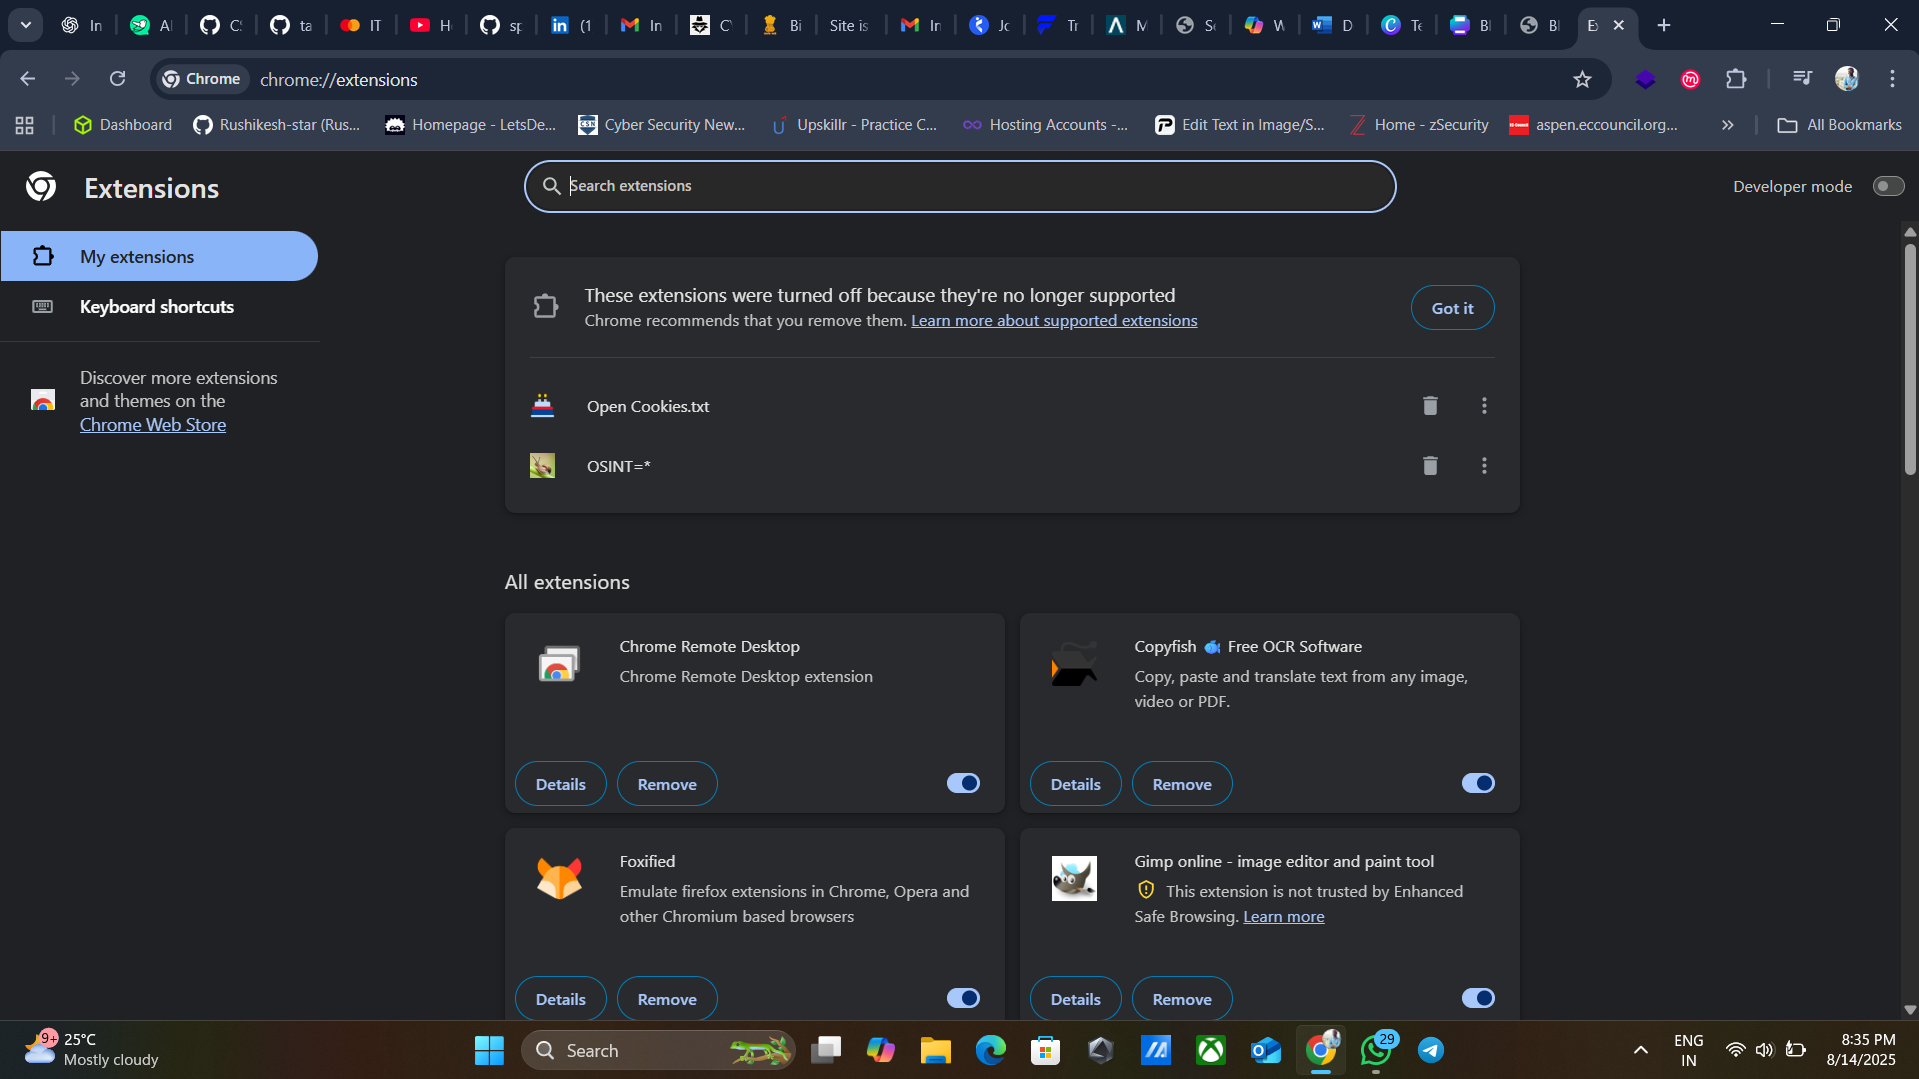 In
AI
CS
ta
IT
H
sp
(1
In
C
Bi
Site is
In
Jc
Tr
M
Se
W
D
Te
Bl
Bl
E
Chrome
chrome://extensions
Dashboard
Rushikesh-star (Rus...
Homepage - LetsDe...
Cyber Security New...
Upskillr - Practice C...
Hosting Accounts -...
Edit Text in Image/S...
Home - zSecurity
aspen.eccouncil.org...
All Bookmarks
Extensions
Search extensions
Developer mode
My extensions
Keyboard shortcuts
Discover more extensions
and themes on the
Chrome Web Store
These extensions were turned off because they're no longer supported
Chrome recommends that you remove them. Learn more about supported extensions
Got it
Open Cookies.txt
OSINT=*
All extensions
Chrome Remote Desktop
Chrome Remote Desktop extension
Details
Remove
Copyfish 🐟 Free OCR Software
Copy, paste and translate text from any image,
video or PDF.
Details
Remove
Foxified
Emulate firefox extensions in Chrome, Opera and
other Chromium based browsers
Details
Remove
Gimp online - image editor and paint tool
This extension is not trusted by Enhanced
Safe Browsing. Learn more
Details
Remove
9+
25°C
Mostly cloudy
Search
29
ENG
IN
8:35 PM
8/14/2025